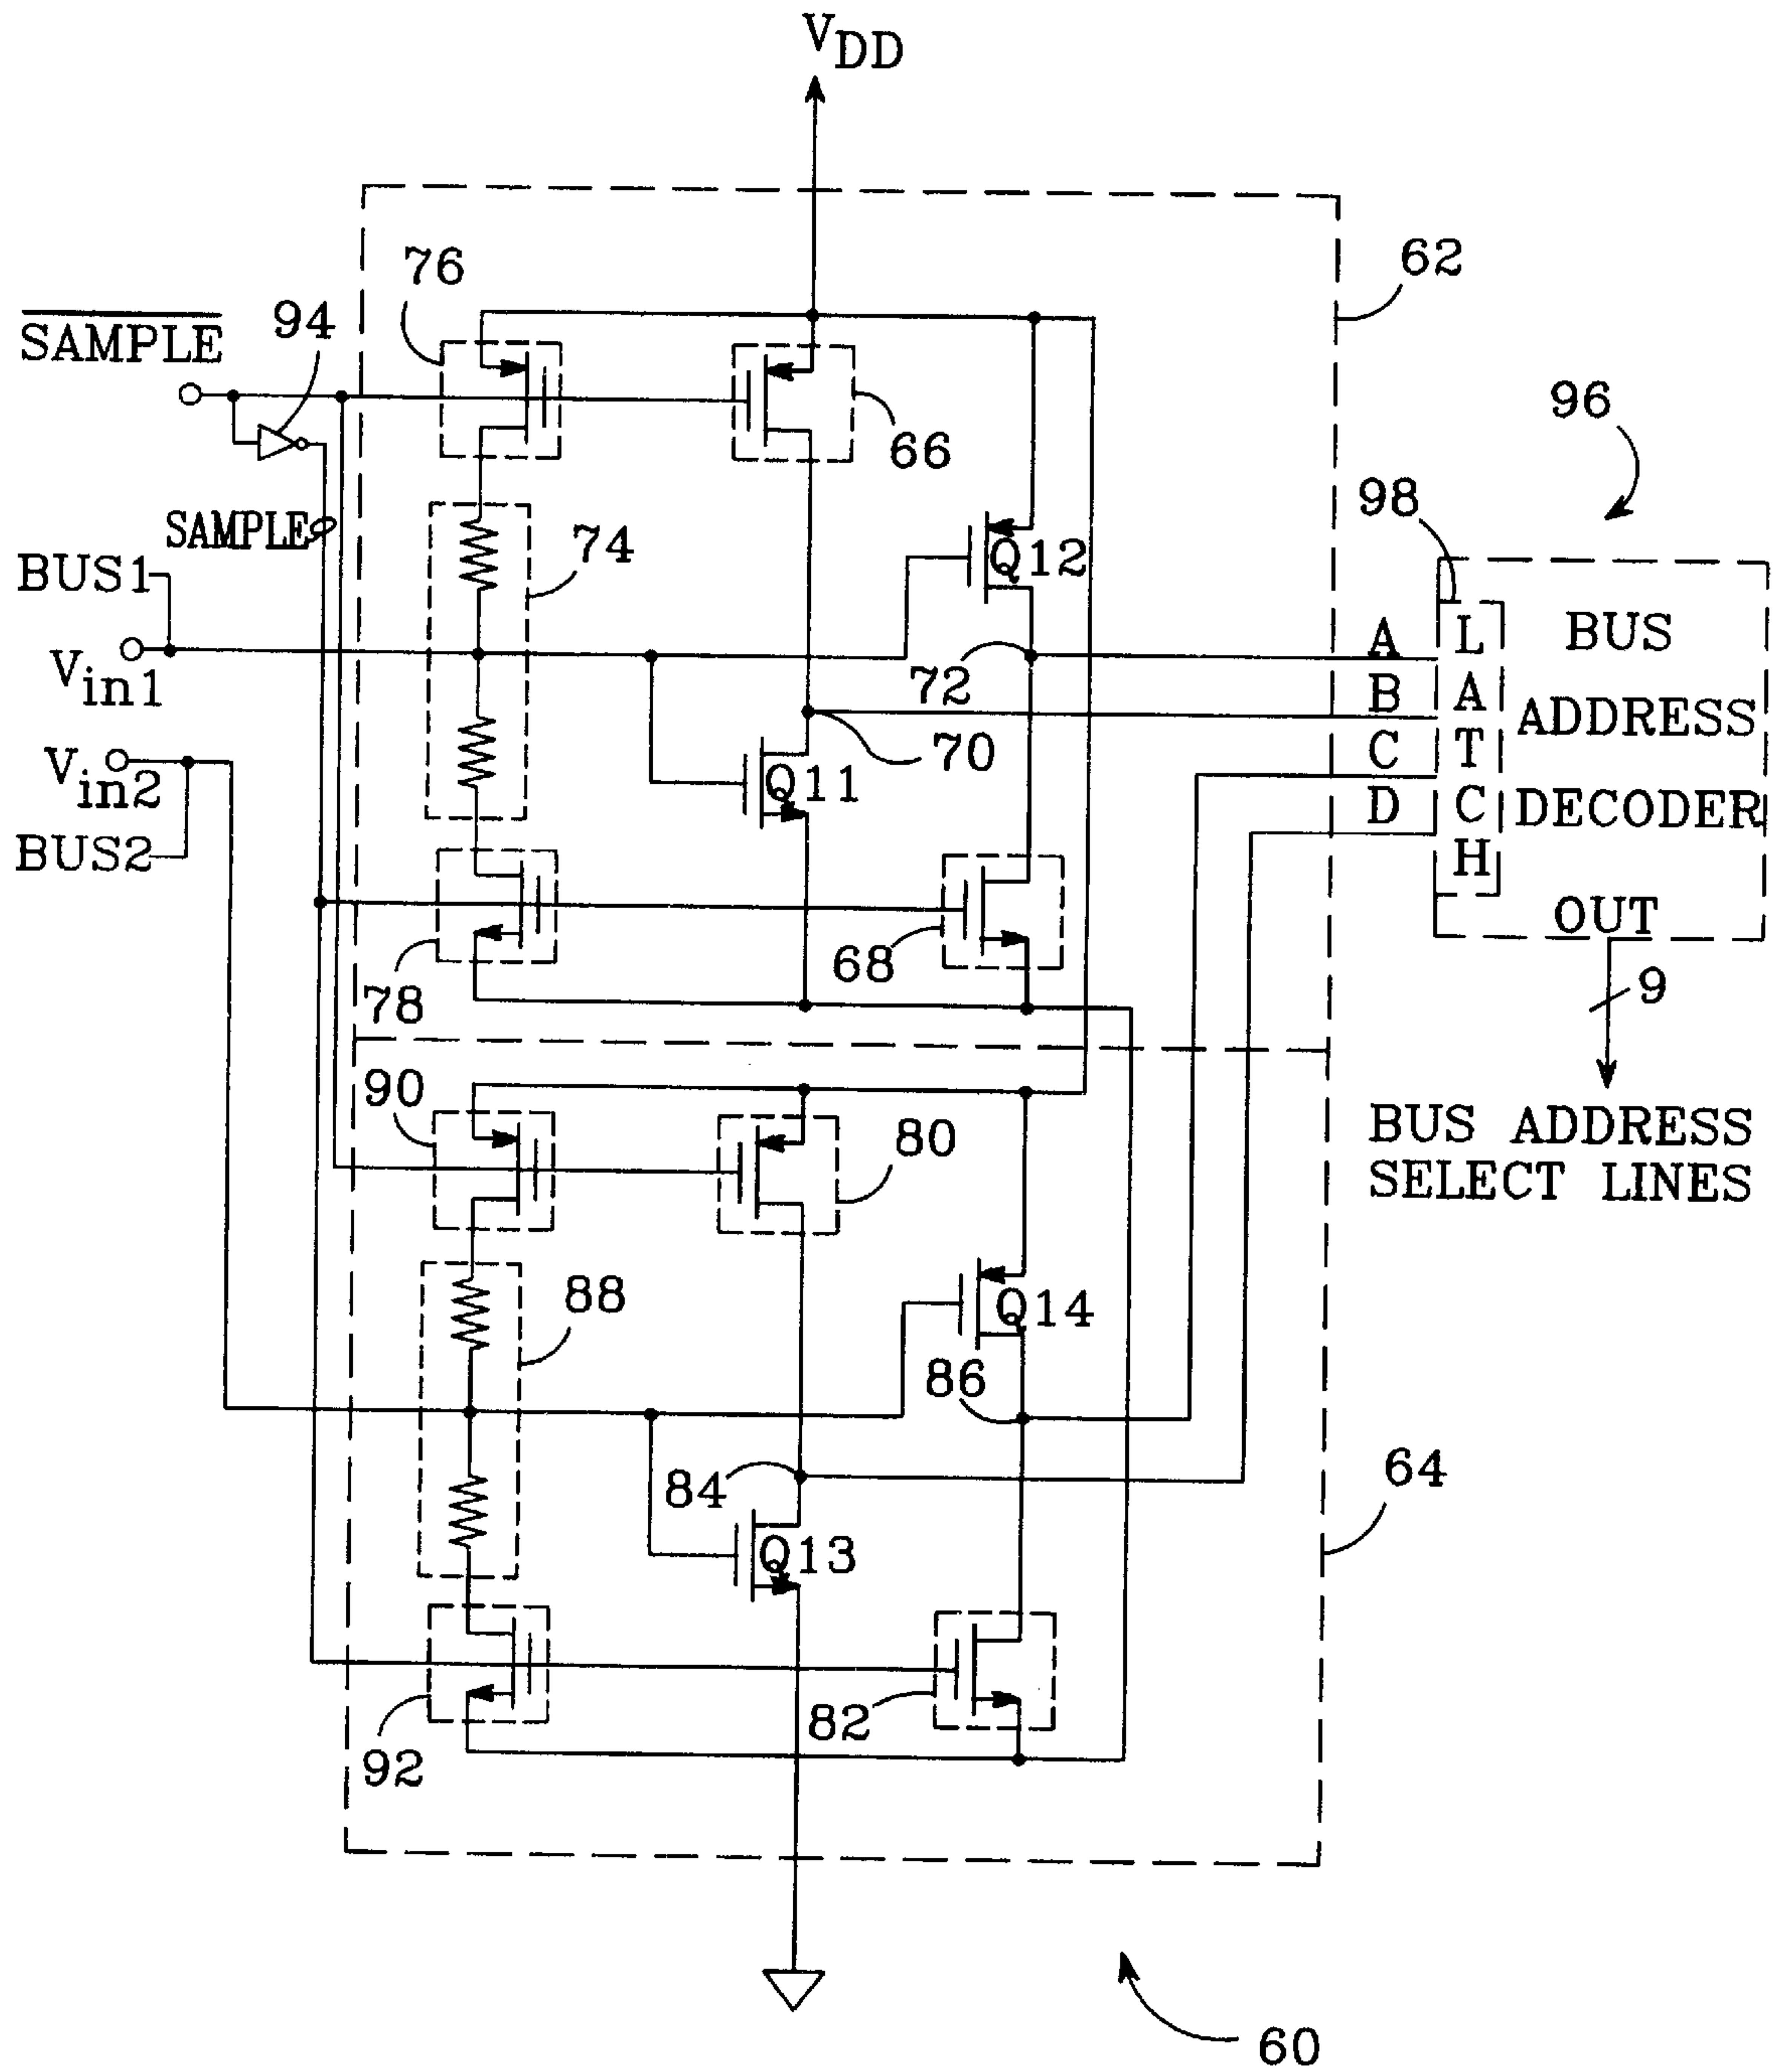 VDD
62
76
SAMPLE
94
66
96
98
SAMPLE
74
Q12
BUS1
Vin1
72
A
B
C
D
LATCH
BUS
ADDRESS
DECODER
OUT
Vin2
BUS2
70
Q11
68
78
9
BUS ADDRESS
SELECT LINES
90
80
88
Q14
86
84
64
Q13
82
92
60